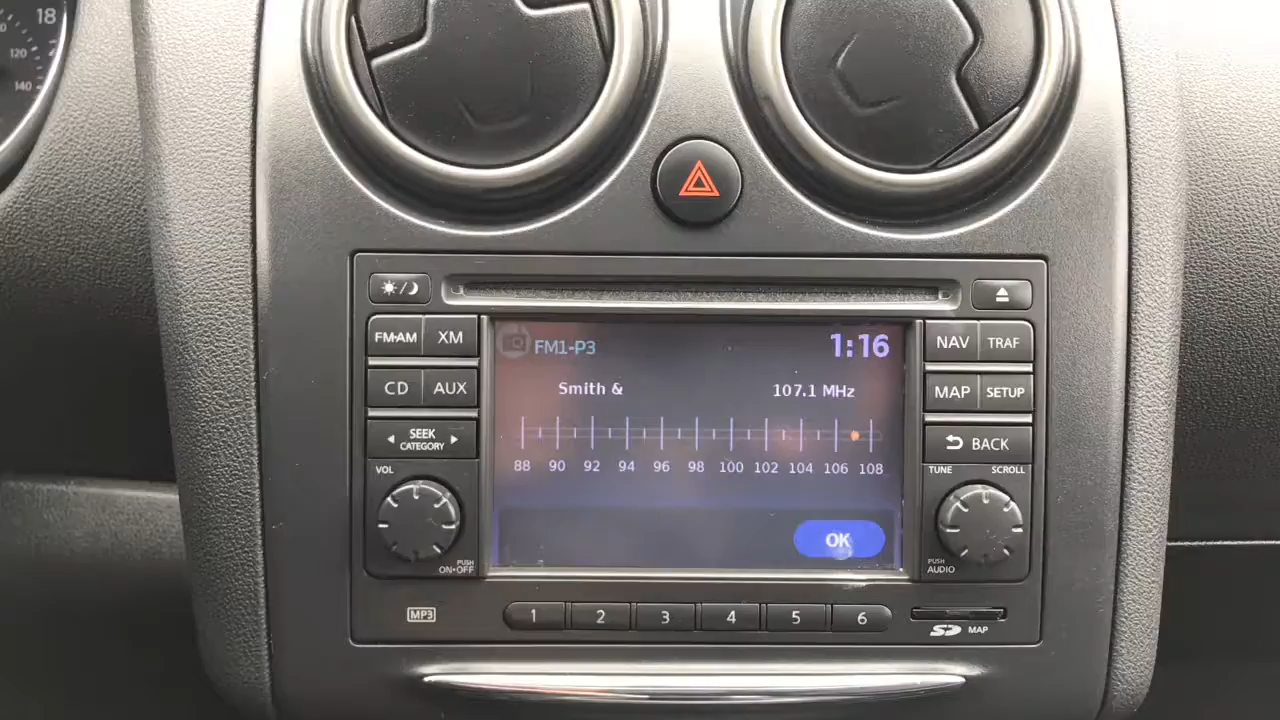 18
120
140
FM·AM
XM
CD
AUX
SEEK
CATEGORY
VOL
PUSH
ON•OFF
FM1-P3
1:16
Smith &
107.1 MHz
88 90 92 94 96 98 100 102 104 106 108
OK
NAV
TRAF
MAP
SETUP
BACK
TUNE
SCROLL
PUSH
AUDIO
MP3
1 2 3 4 5 6
SD
MAP